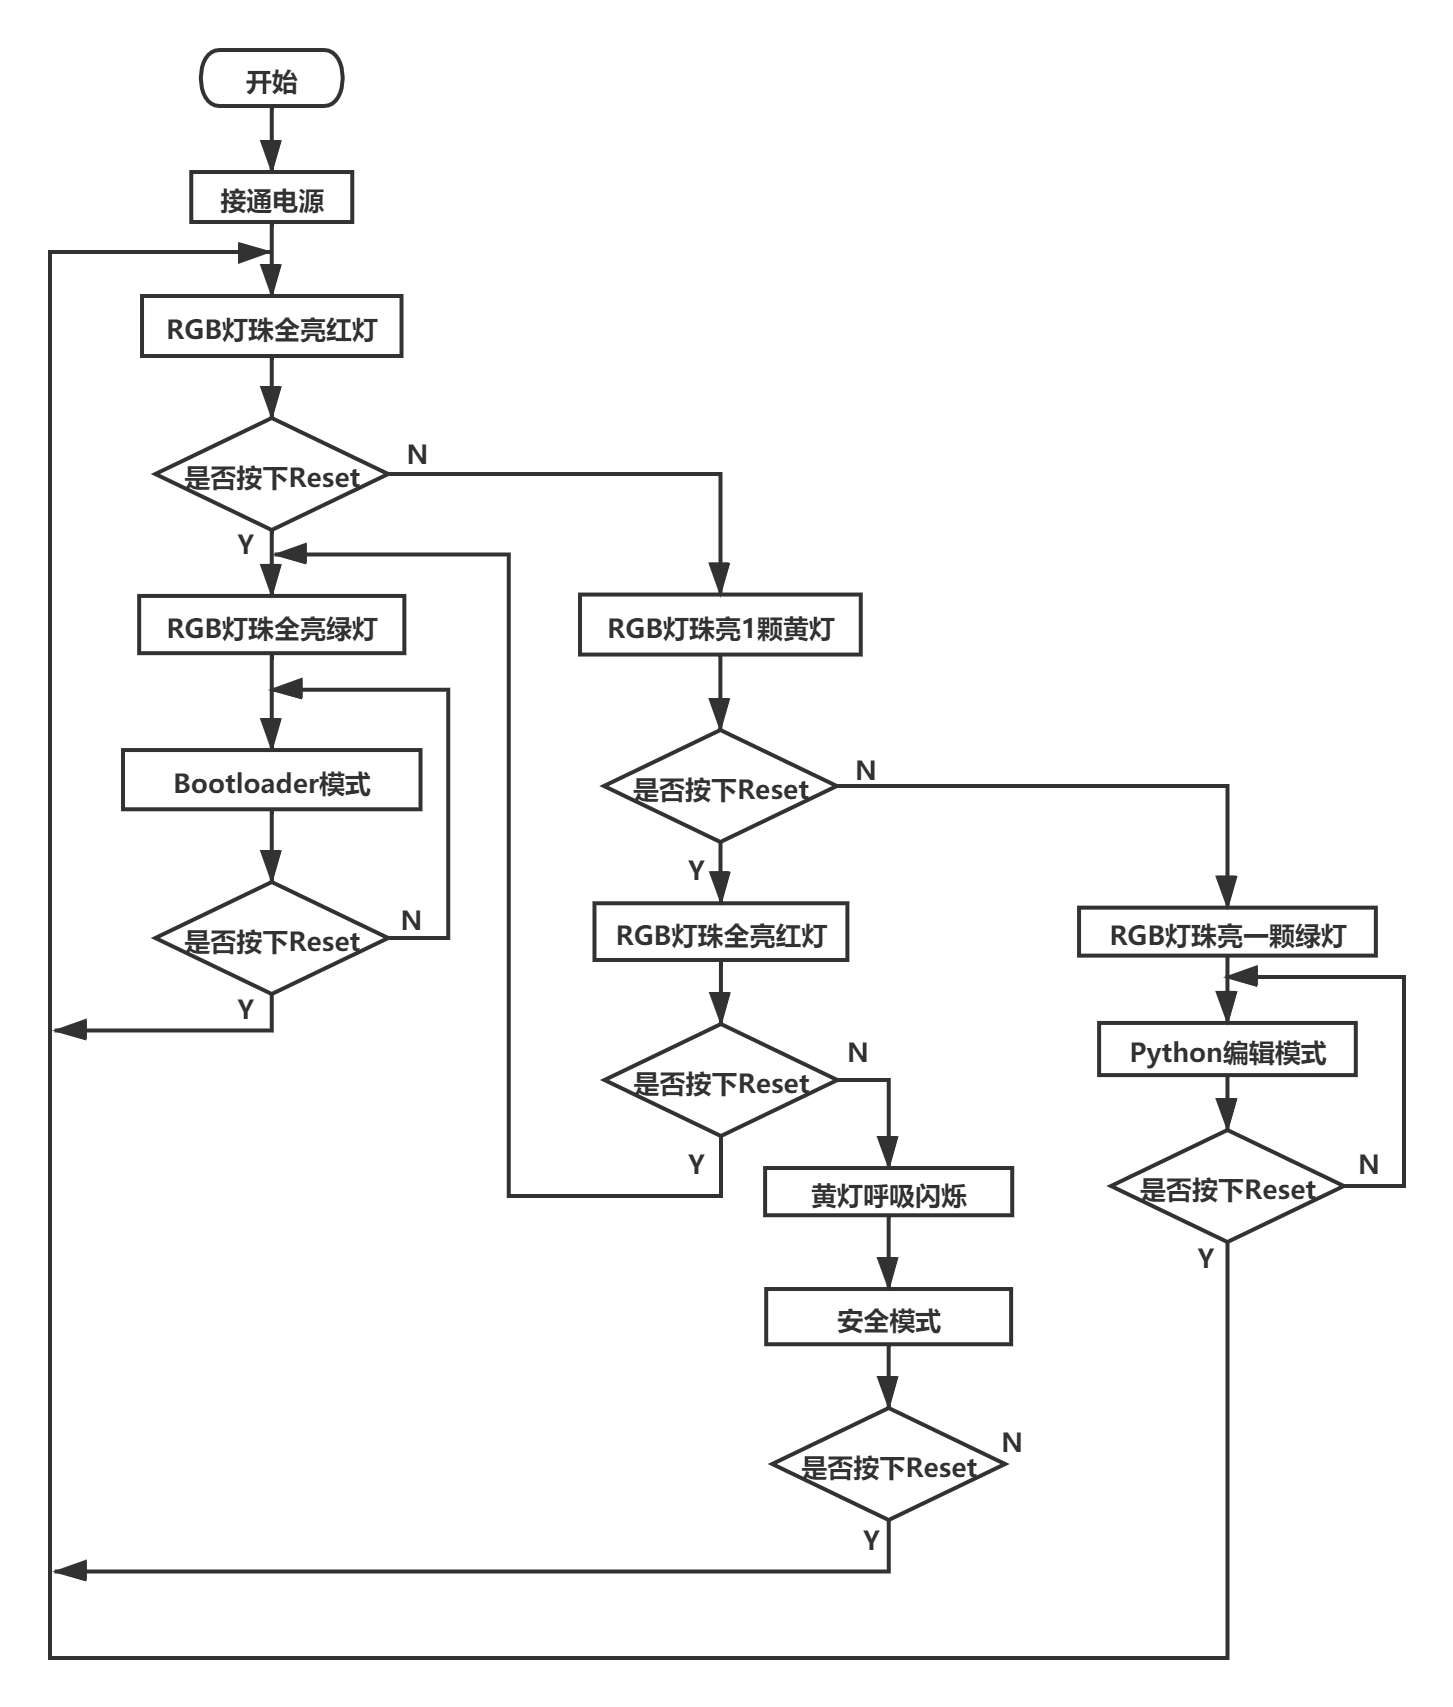 开始
接通电源
RGB灯珠全亮红灯
是否按下Reset
N
Y
RGB灯珠全亮绿灯
RGB灯珠亮1颗黄灯
Bootloader模式
是否按下Reset
N
Y
RGB灯珠全亮红灯
RGB灯珠亮一颗绿灯
是否按下Reset
N
Y
Python编辑模式
是否按下Reset
N
Y
黄灯呼吸闪烁
是否按下Reset
N
Y
安全模式
是否按下Reset
N
Y